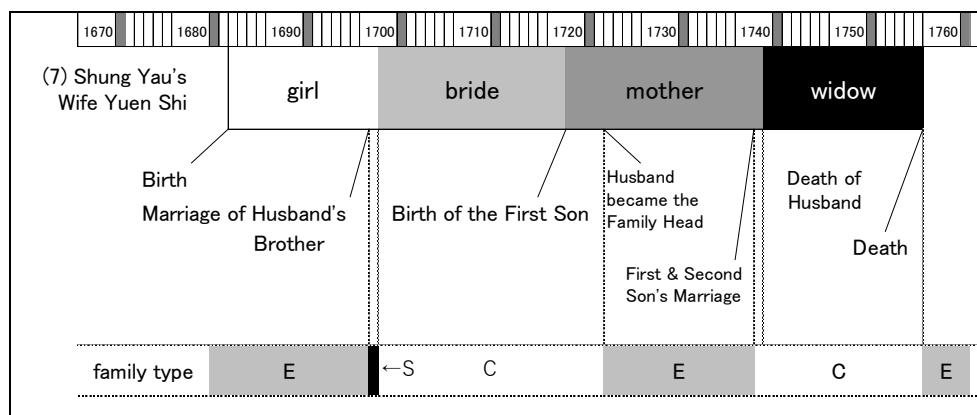 1670 1680 1690 1700 1710 1720 1730 1740 1750 1760
(7) Shung Yau's
Wife Yuen Shi
girl bride mother widow
Birth
Marriage of Husband's
Brother
Birth of the First Son
Husband
became the
Family Head
First & Second
Son's Marriage
Death of
Husband
Death
family type E ←S C E C E